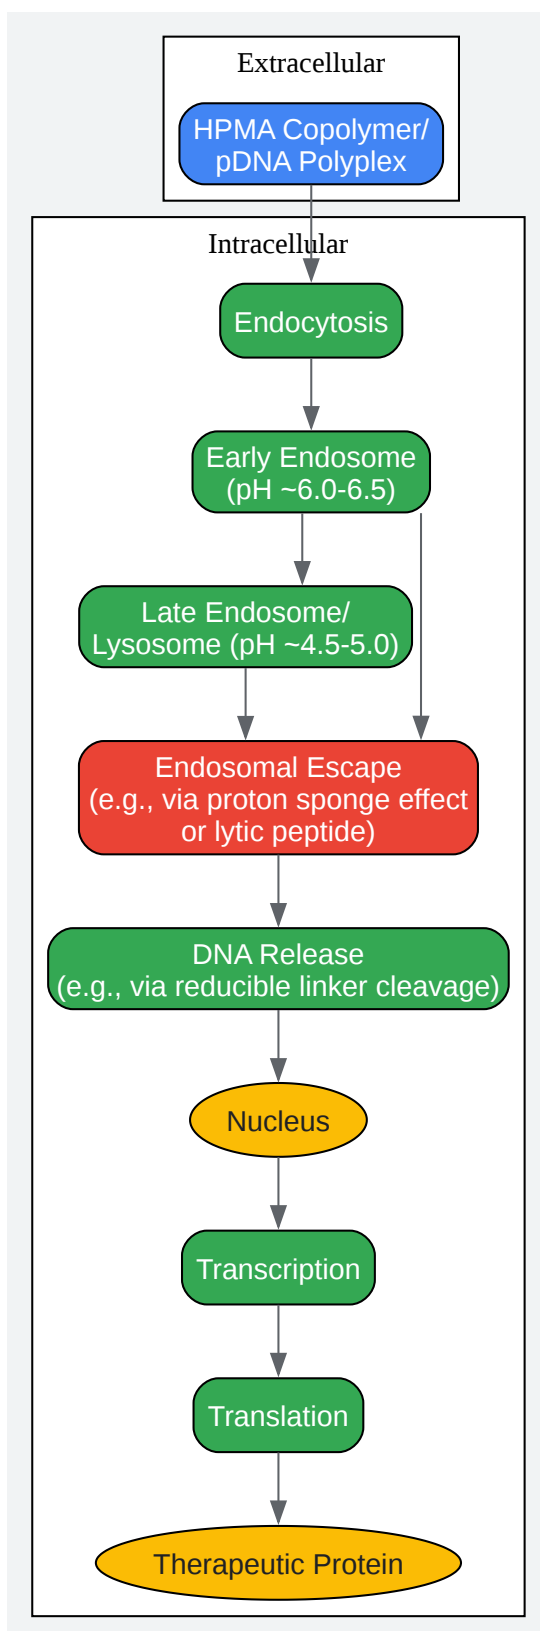 Extracellular
HPMA Copolymer/
pDNA Polyplex
Intracellular
Endocytosis
Early Endosome
(pH ~6.0-6.5)
Late Endosome/
Lysosome (pH ~4.5-5.0)
Endosomal Escape
(e.g., via proton sponge effect
or lytic peptide)
DNA Release
(e.g., via reducible linker cleavage)
Nucleus
Transcription
Translation
Therapeutic Protein